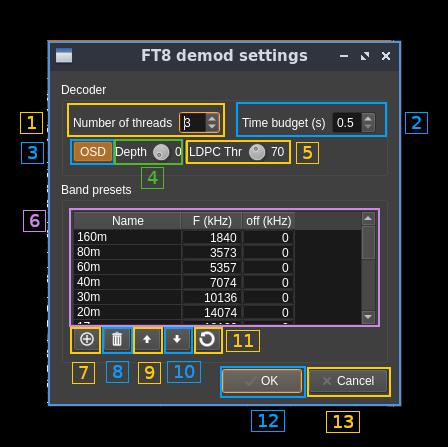 FT8 demod settings
Decoder
1 Number of threads 3 Time budget (s) 0.5 2
3 OSD Depth 0 LDPC Thr 70 5
4
Band presets
6 Name F (kHz) off (kHz)
160m 1840 0
80m 3573 0
60m 5357 0
40m 7074 0
30m 10136 0
20m 14074 0
11
7 8 9 10
OK Cancel
12 13